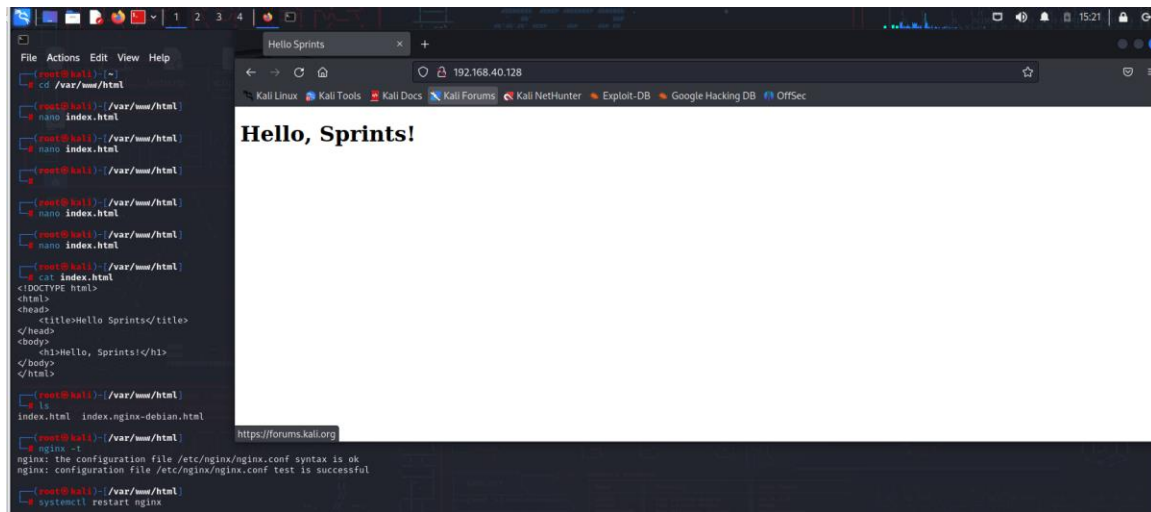 1 2 3 4
15:21
File Actions Edit View Help
(root㉿kali)-[~]
# cd /var/www/html
(root㉿kali)-[/var/www/html]
# nano index.html
(root㉿kali)-[/var/www/html]
# nano index.html
(root㉿kali)-[/var/www/html]
#
(root㉿kali)-[/var/www/html]
# nano index.html
(root㉿kali)-[/var/www/html]
# nano index.html
(root㉿kali)-[/var/www/html]
# cat index.html
<!DOCTYPE html>
<html>
<head>
    <title>Hello Sprints</title>
</head>
<body>
    <h1>Hello, Sprints!</h1>
</body>
</html>
(root㉿kali)-[/var/www/html]
# ls
index.html index.nginx-debian.html
(root㉿kali)-[/var/www/html]
# nginx -t
nginx: the configuration file /etc/nginx/nginx.conf syntax is ok
nginx: configuration file /etc/nginx/nginx.conf test is successful
(root㉿kali)-[/var/www/html]
# systemctl restart nginx
Hello Sprints × +
192.168.40.128
Kali Linux Kali Tools Kali Docs Kali Forums Kali NetHunter Exploit-DB Google Hacking DB OffSec
Hello, Sprints!
https://forums.kali.org